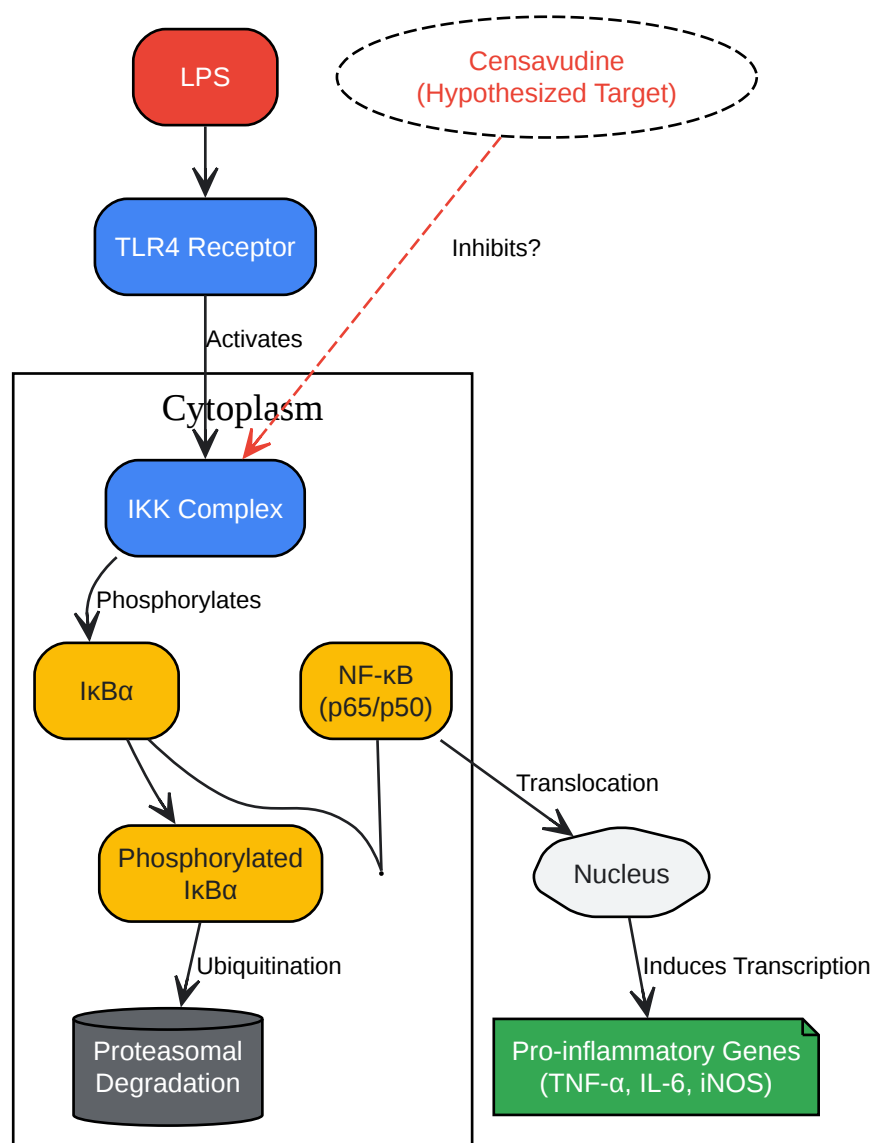 LPS
Censavudine
(Hypothesized Target)
TLR4 Receptor
Inhibits?
Activates
Cytoplasm
IKK Complex
Phosphorylates
IκBα
NF-κB
(p65/p50)
Translocation
Phosphorylated
IκBα
Nucleus
Ubiquitination
Induces Transcription
Proteasomal
Degradation
Pro-inflammatory Genes
(TNF-α, IL-6, iNOS)